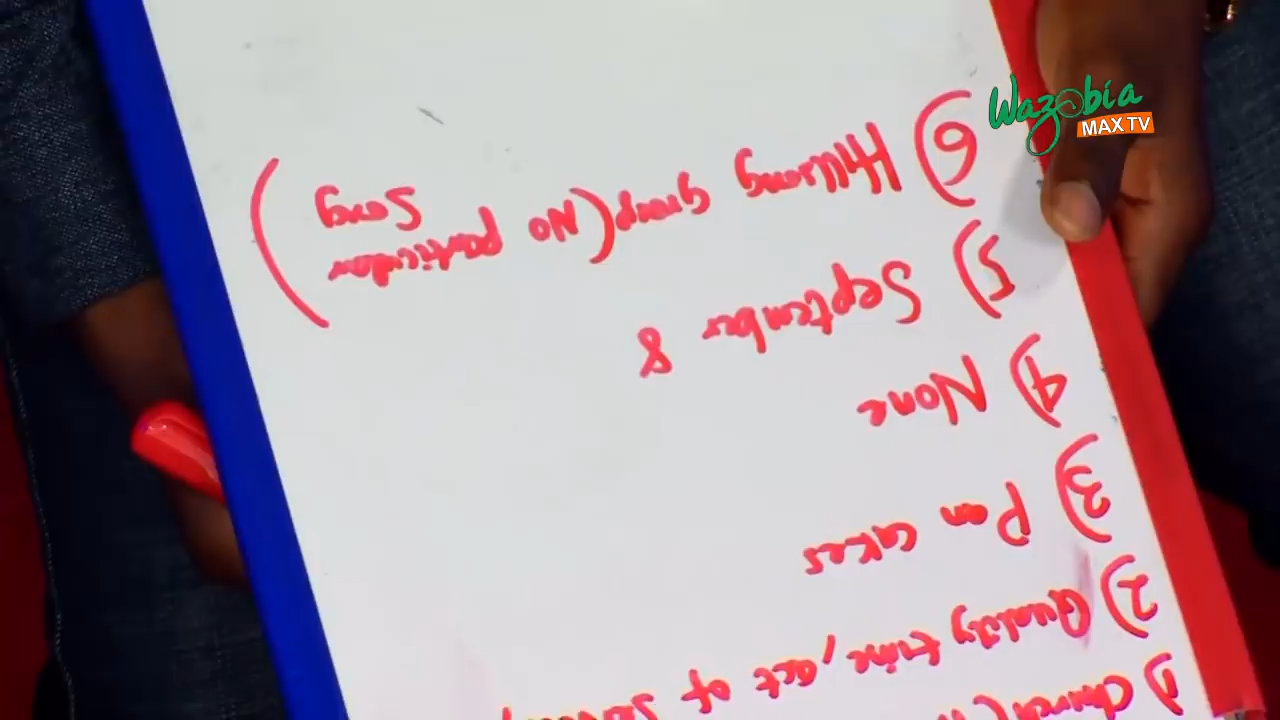 1) Church (
2) Quality time, act of
3) Pan cakes
4) None
5) September 8
6) Hillsong group (No particular
song)
Wazobia
MAX TV